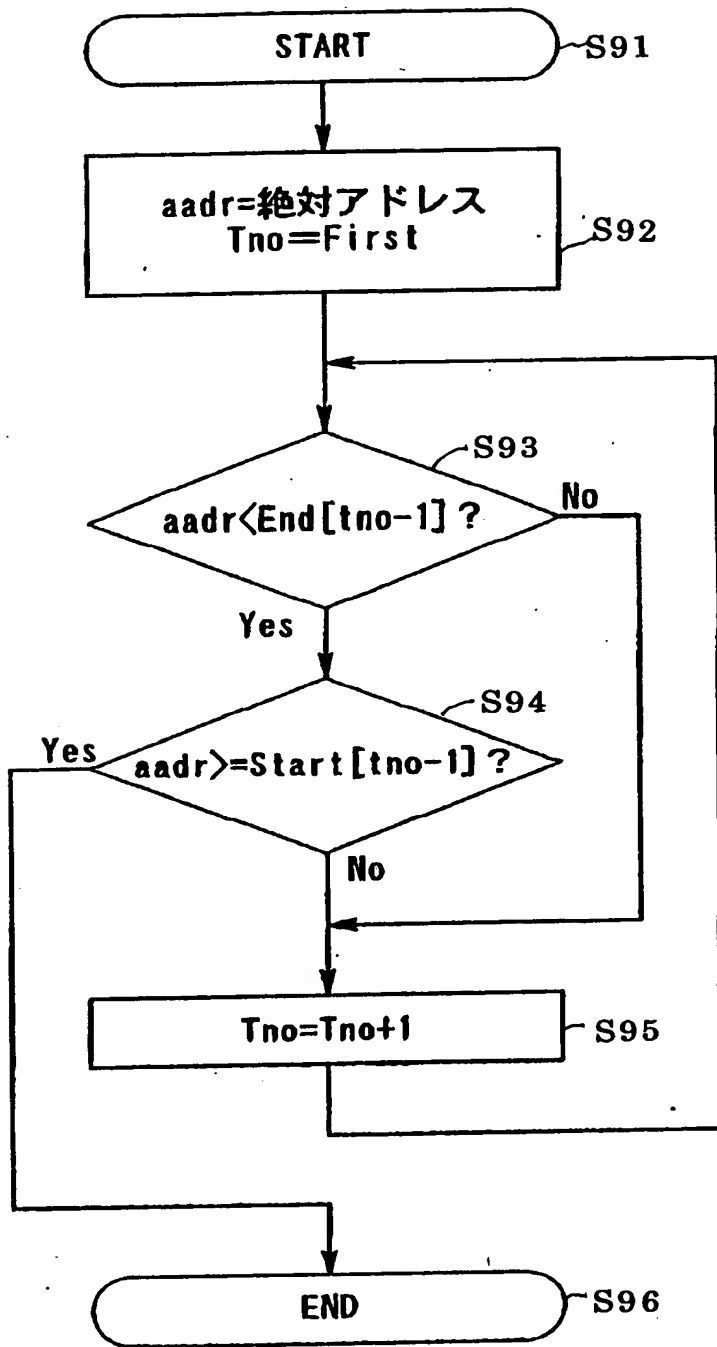 START
S91
aadr=絶対アドレス
Tno=First
S92
S93
aadr<End[tno-1]?
No
Yes
S94
Yes
aadr>=Start[tno-1]?
No
Tno=Tno+1
S95
END
S96